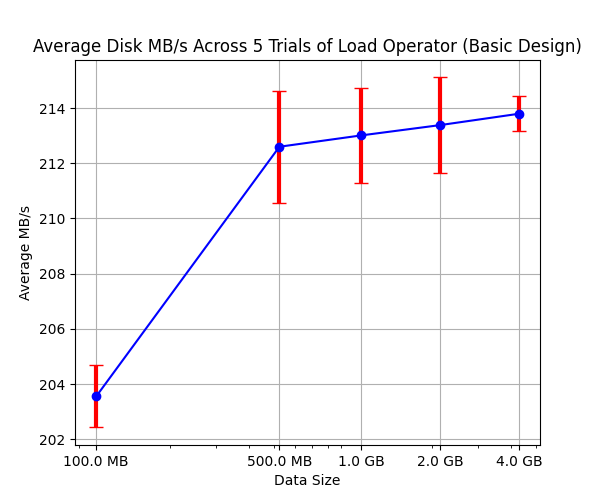 Average Disk MB/s Across 5 Trials of Load Operator (Basic Design)
Average MB/s
214
212
210
208
206
204
202
100.0 MB 500.0 MB 1.0 GB 2.0 GB 4.0 GB
Data Size